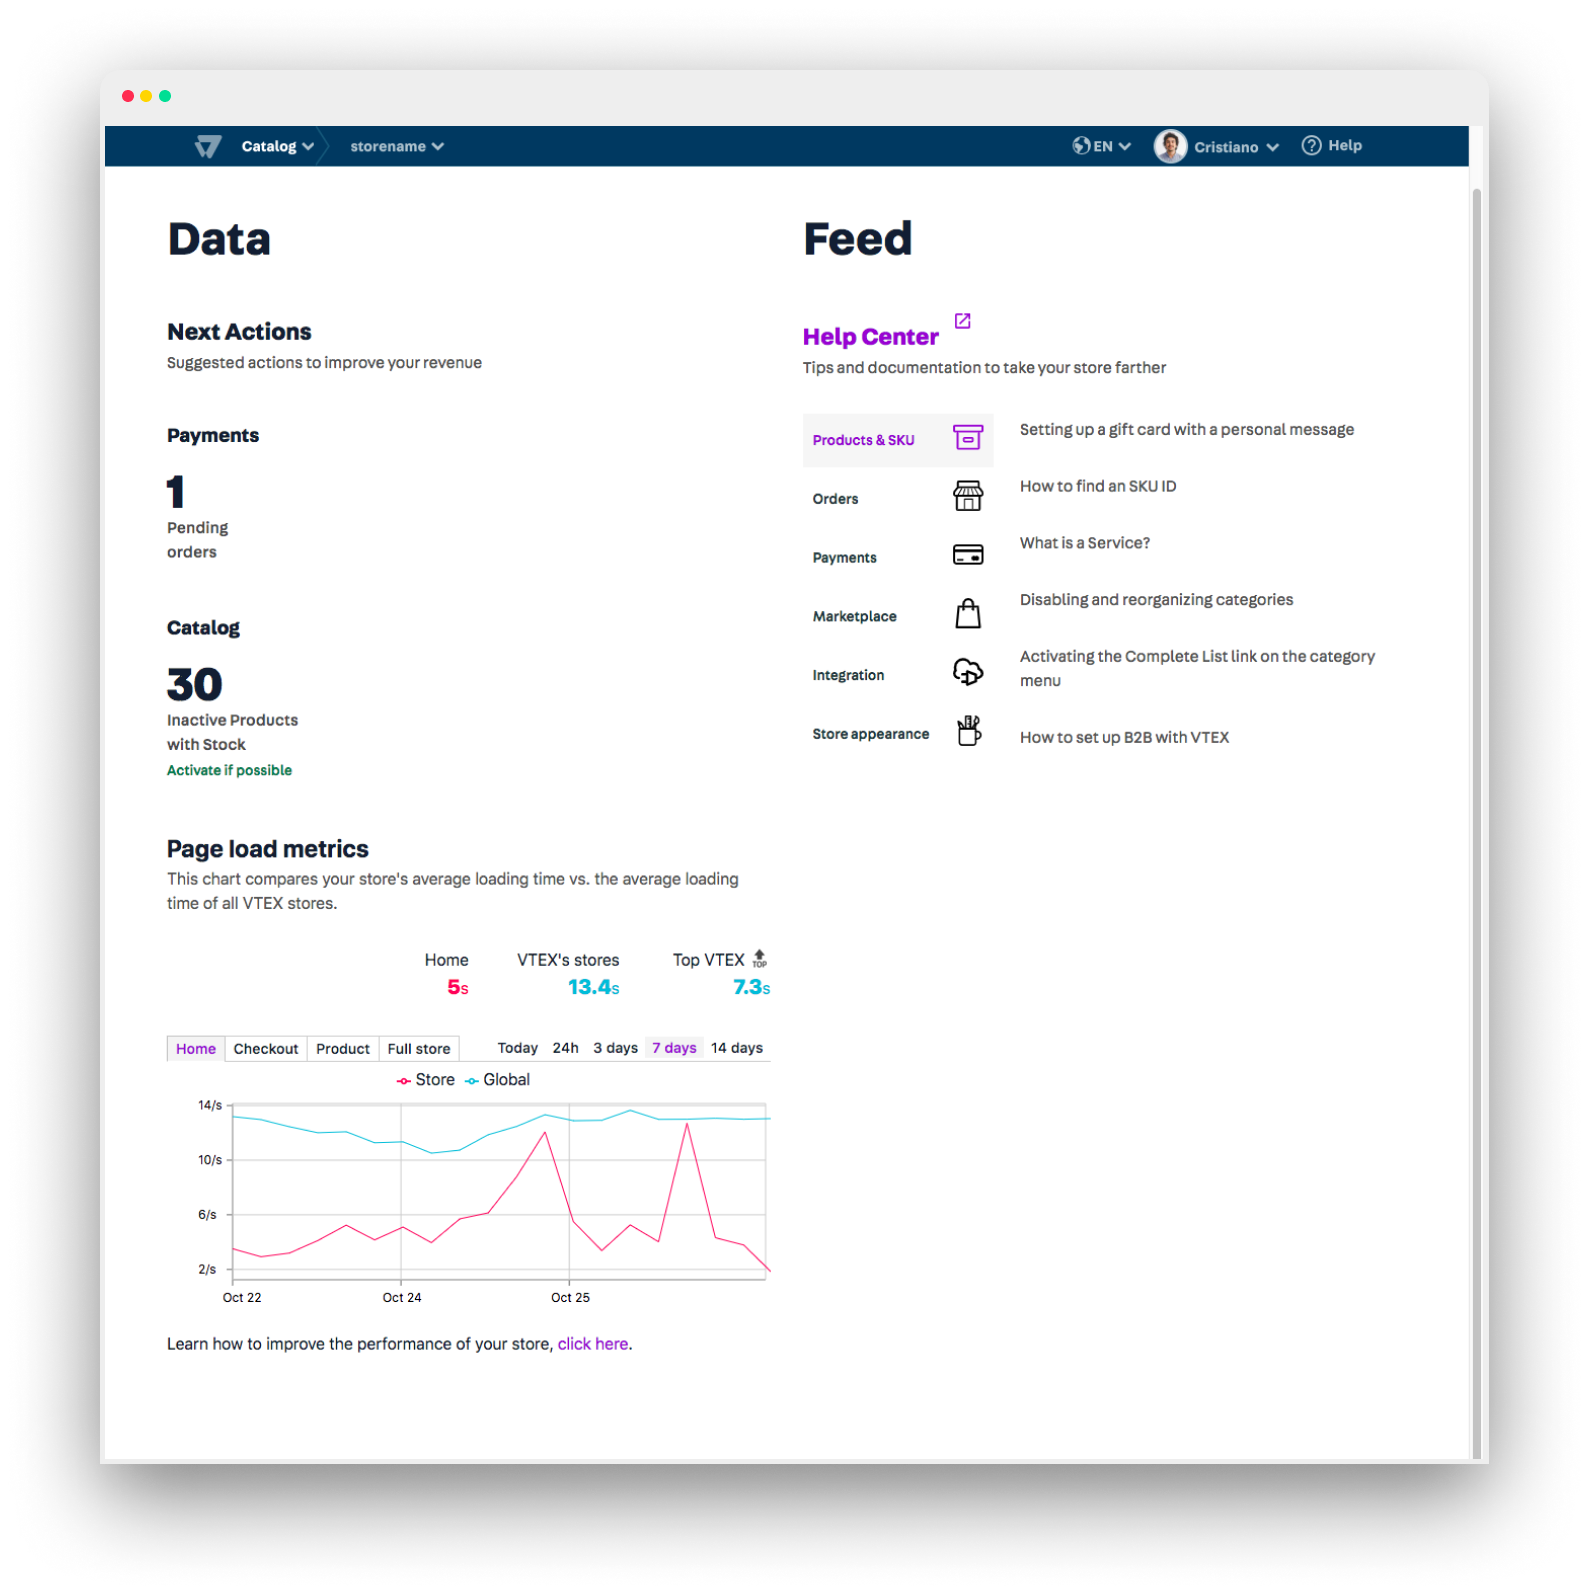 Catalog
storename
EN
Cristiano
Help
Data
Next Actions
Suggested actions to improve your revenue
Payments
1
Pending
orders
Catalog
30
Inactive Products
with Stock
Activate if possible
Page load metrics
This chart compares your store's average loading time vs. the average loading
time of all VTEX stores.
Home
5s
VTEX's stores
13.4s
Top VTEX TOP
7.3s
Home Checkout Product Full store
Today 24h 3 days 7 days 14 days
Store Global
14/s
10/s
6/s
2/s
Oct 22 Oct 24 Oct 25
Learn how to improve the performance of your store, click here.
Feed
Help Center
Tips and documentation to take your store farther
Products & SKU
Orders
Payments
Marketplace
Integration
Store appearance
Setting up a gift card with a personal message
How to find an SKU ID
What is a Service?
Disabling and reorganizing categories
Activating the Complete List link on the category
menu
How to set up B2B with VTEX